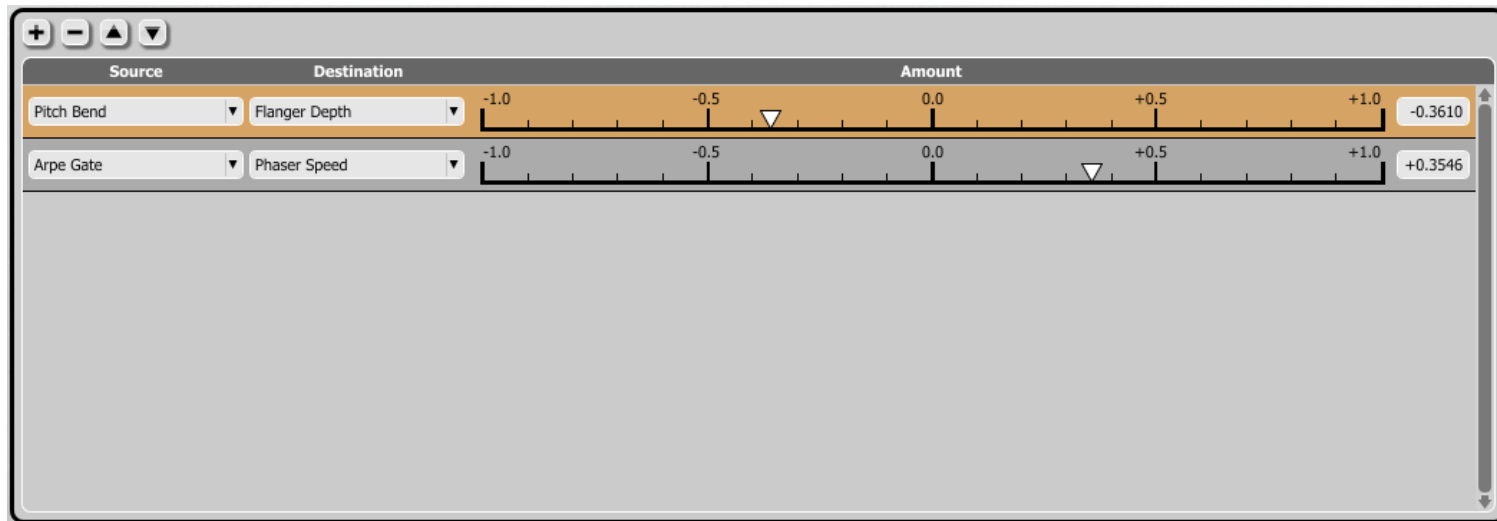 Source Destination Amount
Pitch Bend Flanger Depth -1.0 -0.5 0.0 +0.5 +1.0 -0.3610
Arpe Gate Phaser Speed -1.0 -0.5 0.0 +0.5 +1.0 +0.3546